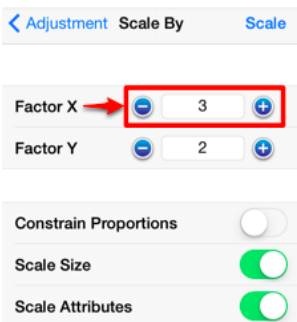 Adjustment Scale By Scale
Factor X 3
Factor Y 2
Constrain Proportions
Scale Size
Scale Attributes